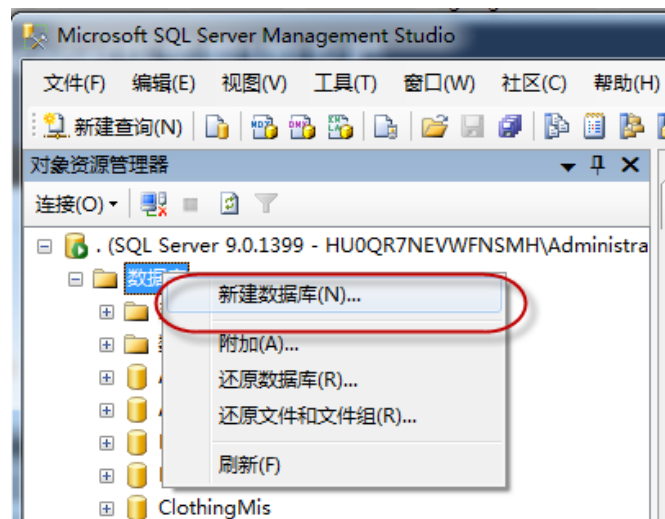 Microsoft SQL Server Management Studio
文件(F) 编辑(E) 视图(V) 工具(T) 窗口(W) 社区(C) 帮助(H)
新建查询(N)
对象资源管理器
连接(O)
. (SQL Server 9.0.1399 - HU0QR7NEVWFNSMH\Administra
数据库
新建数据库(N)...
附加(A)...
还原数据库(R)...
还原文件和文件组(R)...
刷新(F)
ClothingMis